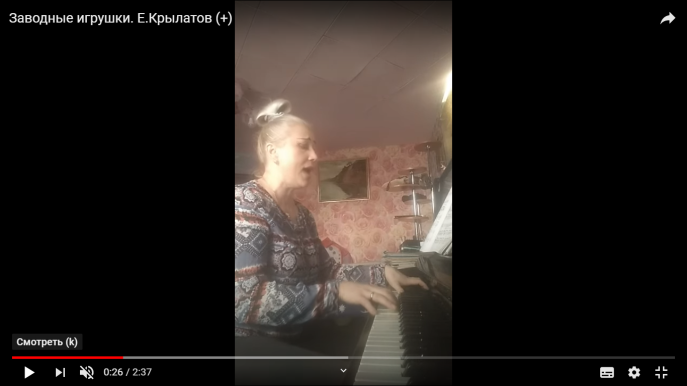 Заводные игрушки. Е.Крылатов (+)
Смотреть (k)
0:26 / 2:37